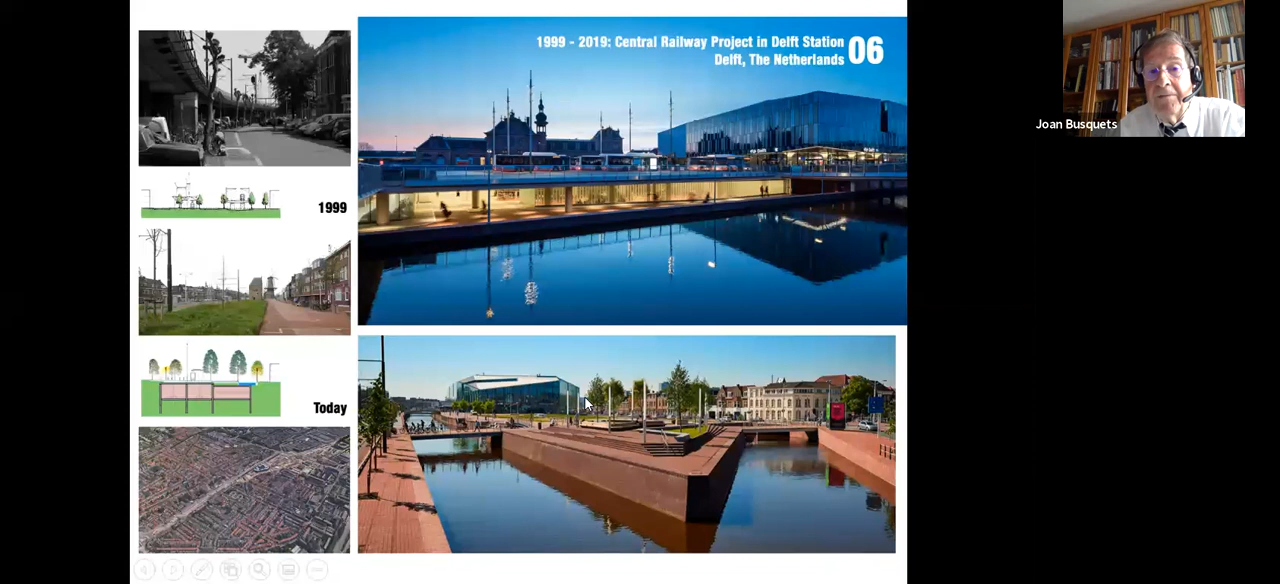 1999 - 2019: Central Railway Project in Delft Station
Delft, The Netherlands
06
1999
Today
Joan Busquets